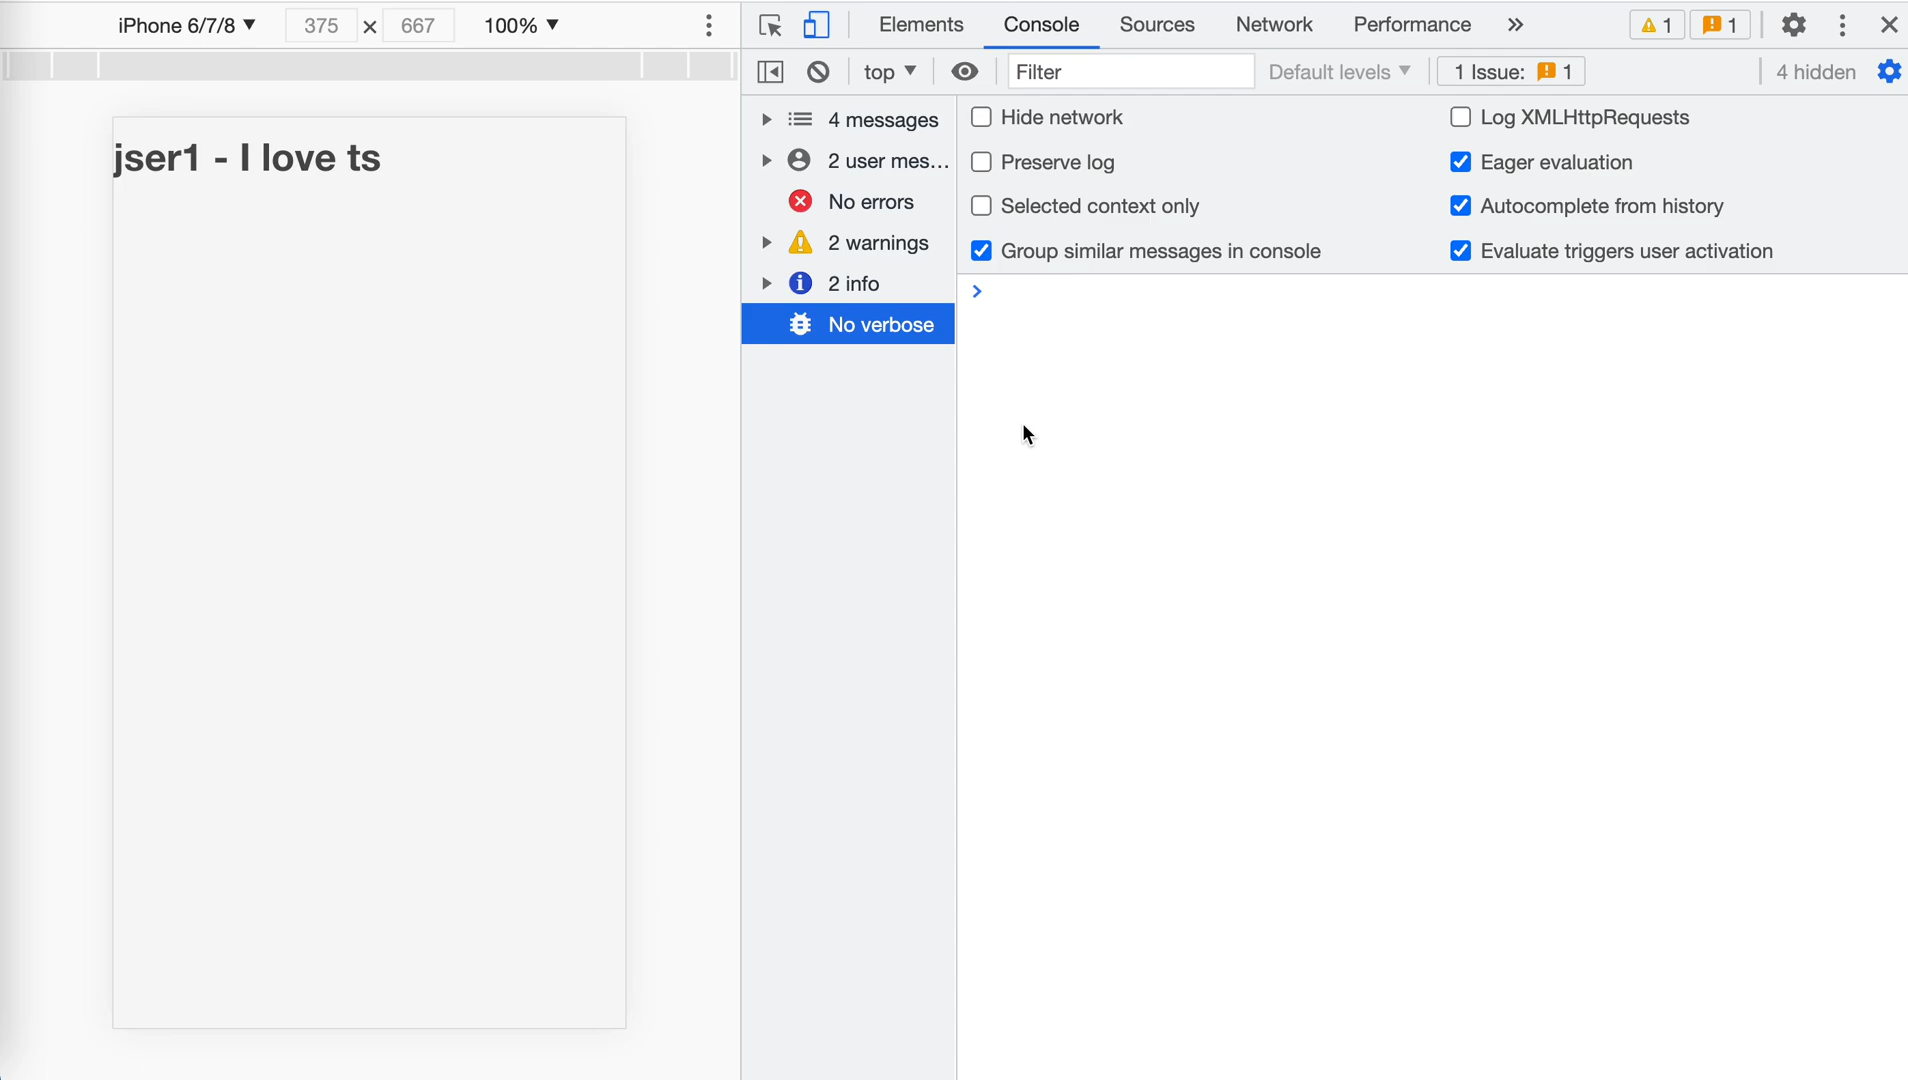 iPhone 6/7/8 375 x 667 100%
Elements Console Sources Network Performance 1 1
top Filter Default levels 1 Issue: 1 4 hidden
jser1 - I love ts
4 messages
2 user mes...
No errors
2 warnings
2 info
No verbose
Hide network Log XMLHttpRequests
Preserve log Eager evaluation
Selected context only Autocomplete from history
Group similar messages in console Evaluate triggers user activation